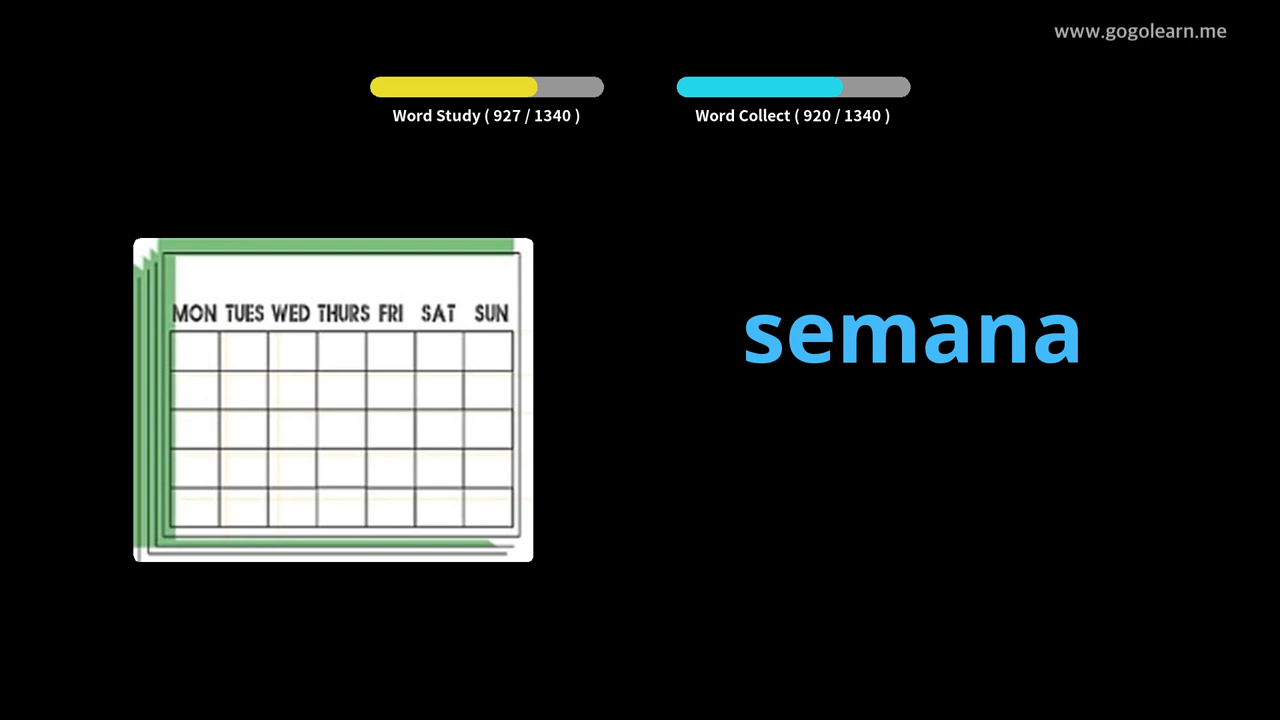 www.gogolearn.me
Word Study ( 927 / 1340 )
Word Collect ( 920 / 1340 )
MON TUES WED THURS FRI SAT SUN
semana